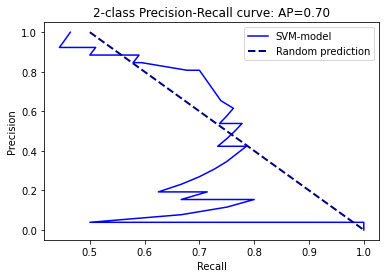 2-class Precision-Recall curve: AP=0.70
SVM-model
Random prediction
Precision
1.0
0.8
0.6
0.4
0.2
0.0
0.5 0.6 0.7 0.8 0.9 1.0
Recall